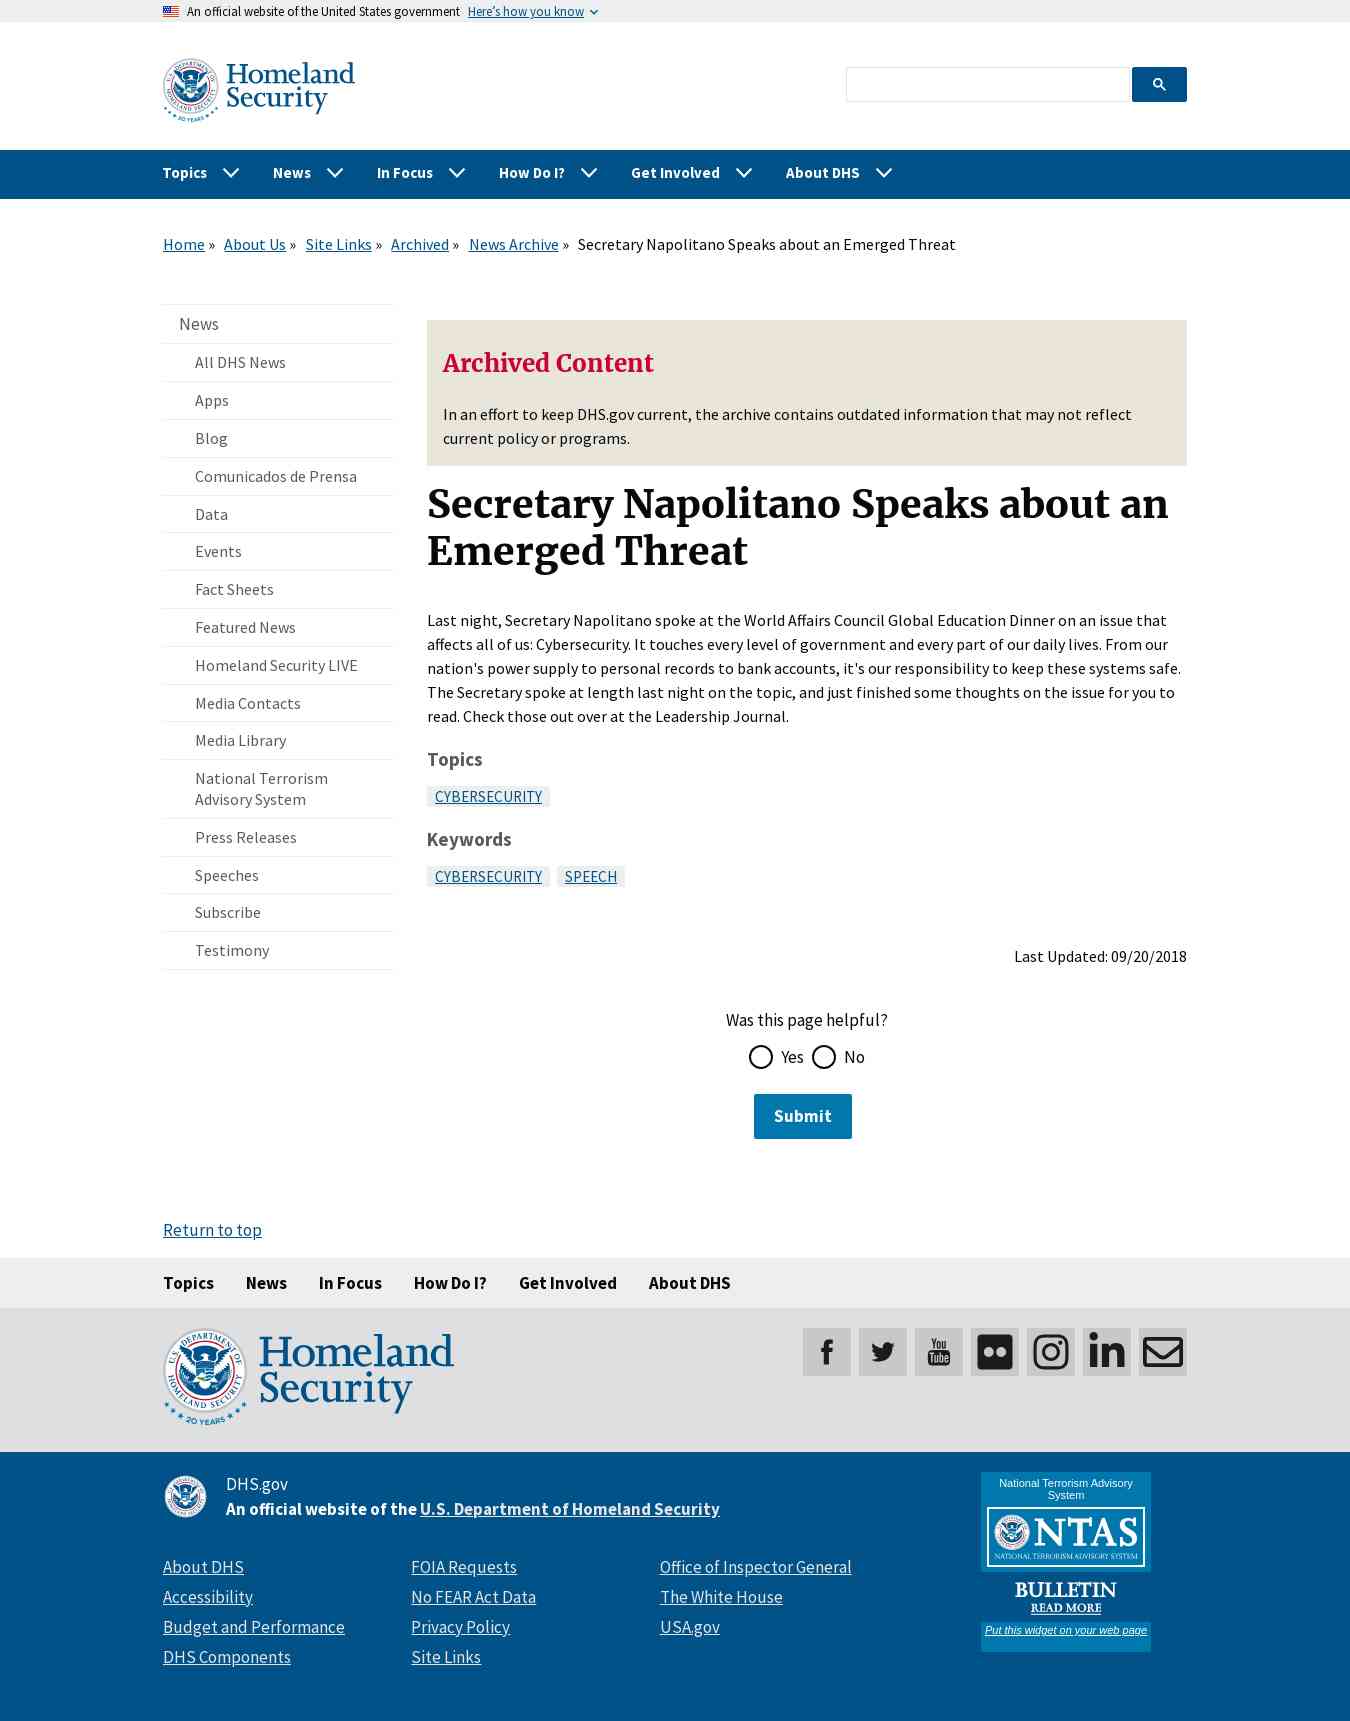 An official website of the United States government Here's how you know
U.S. DEPARTMENT OF HOMELAND SECURITY
20 YEARS
Homeland
Security
Topics News In Focus How Do I? Get Involved About DHS
Home » About Us » Site Links » Archived » News Archive » Secretary Napolitano Speaks about an Emerged Threat
News
All DHS News
Apps
Blog
Comunicados de Prensa
Data
Events
Fact Sheets
Featured News
Homeland Security LIVE
Media Contacts
Media Library
National Terrorism
Advisory System
Press Releases
Speeches
Subscribe
Testimony
Archived Content
In an effort to keep DHS.gov current, the archive contains outdated information that may not reflect
current policy or programs.
Secretary Napolitano Speaks about an
Emerged Threat
Last night, Secretary Napolitano spoke at the World Affairs Council Global Education Dinner on an issue that
affects all of us: Cybersecurity. It touches every level of government and every part of our daily lives. From our
nation's power supply to personal records to bank accounts, it's our responsibility to keep these systems safe.
The Secretary spoke at length last night on the topic, and just finished some thoughts on the issue for you to
read. Check those out over at the Leadership Journal.
Topics
CYBERSECURITY
Keywords
CYBERSECURITY SPEECH
Last Updated: 09/20/2018
Was this page helpful?
Yes No
Submit
Return to top
Topics News In Focus How Do I? Get Involved About DHS
U.S. DEPARTMENT OF HOMELAND SECURITY
20 YEARS
Homeland
Security
You
Tube
DHS.gov
An official website of the U.S. Department of Homeland Security
About DHS
Accessibility
Budget and Performance
DHS Components
FOIA Requests
No FEAR Act Data
Privacy Policy
Site Links
Office of Inspector General
The White House
USA.gov
National Terrorism Advisory
System
NTAS
NATIONAL TERRORISM ADVISORY SYSTEM
BULLETIN
READ MORE
Put this widget on your web page